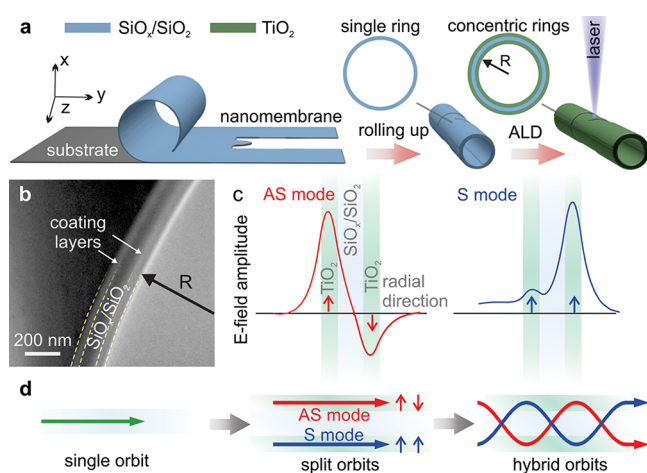 a
SiOx/SiO2
TiO2
single ring
concentric rings
laser
R
x
y
z
nanomembrane
substrate
rolling up
ALD
b
coating
layers
SiOx/SiO2
R
200 nm
c
AS mode
S mode
E-field amplitude
SiOx/SiO2
TiO2
TiO2
radial
direction
d
single orbit
AS mode
S mode
split orbits
hybrid orbits